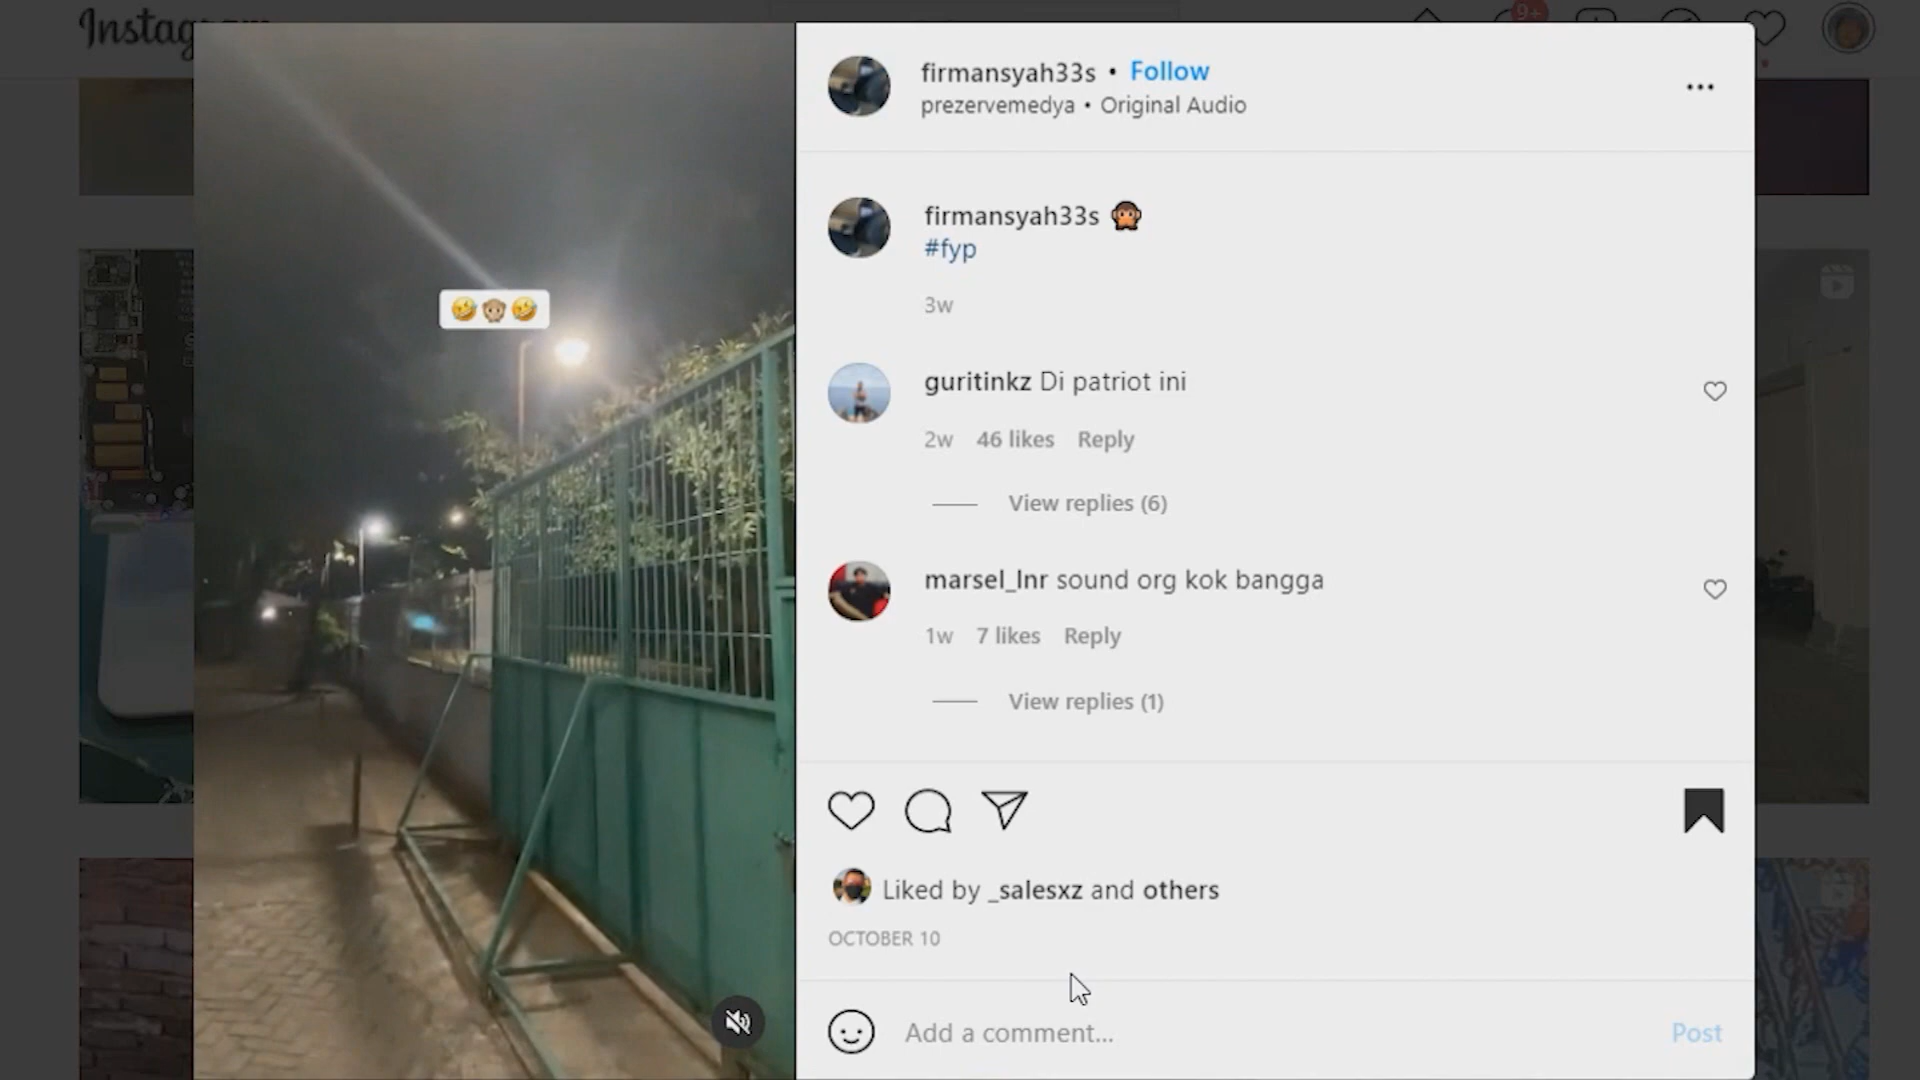 Instag
9+
firmansyah33s • Follow
prezervemedya • Original Audio
firmansyah33s 🙊
#fyp
3w
guritinkz Di patriot ini
2w 46 likes Reply
View replies (6)
marsel_lnr sound org kok bangga
1w 7 likes Reply
View replies (1)
Liked by _salesxz and others
OCTOBER 10
Add a comment... Post